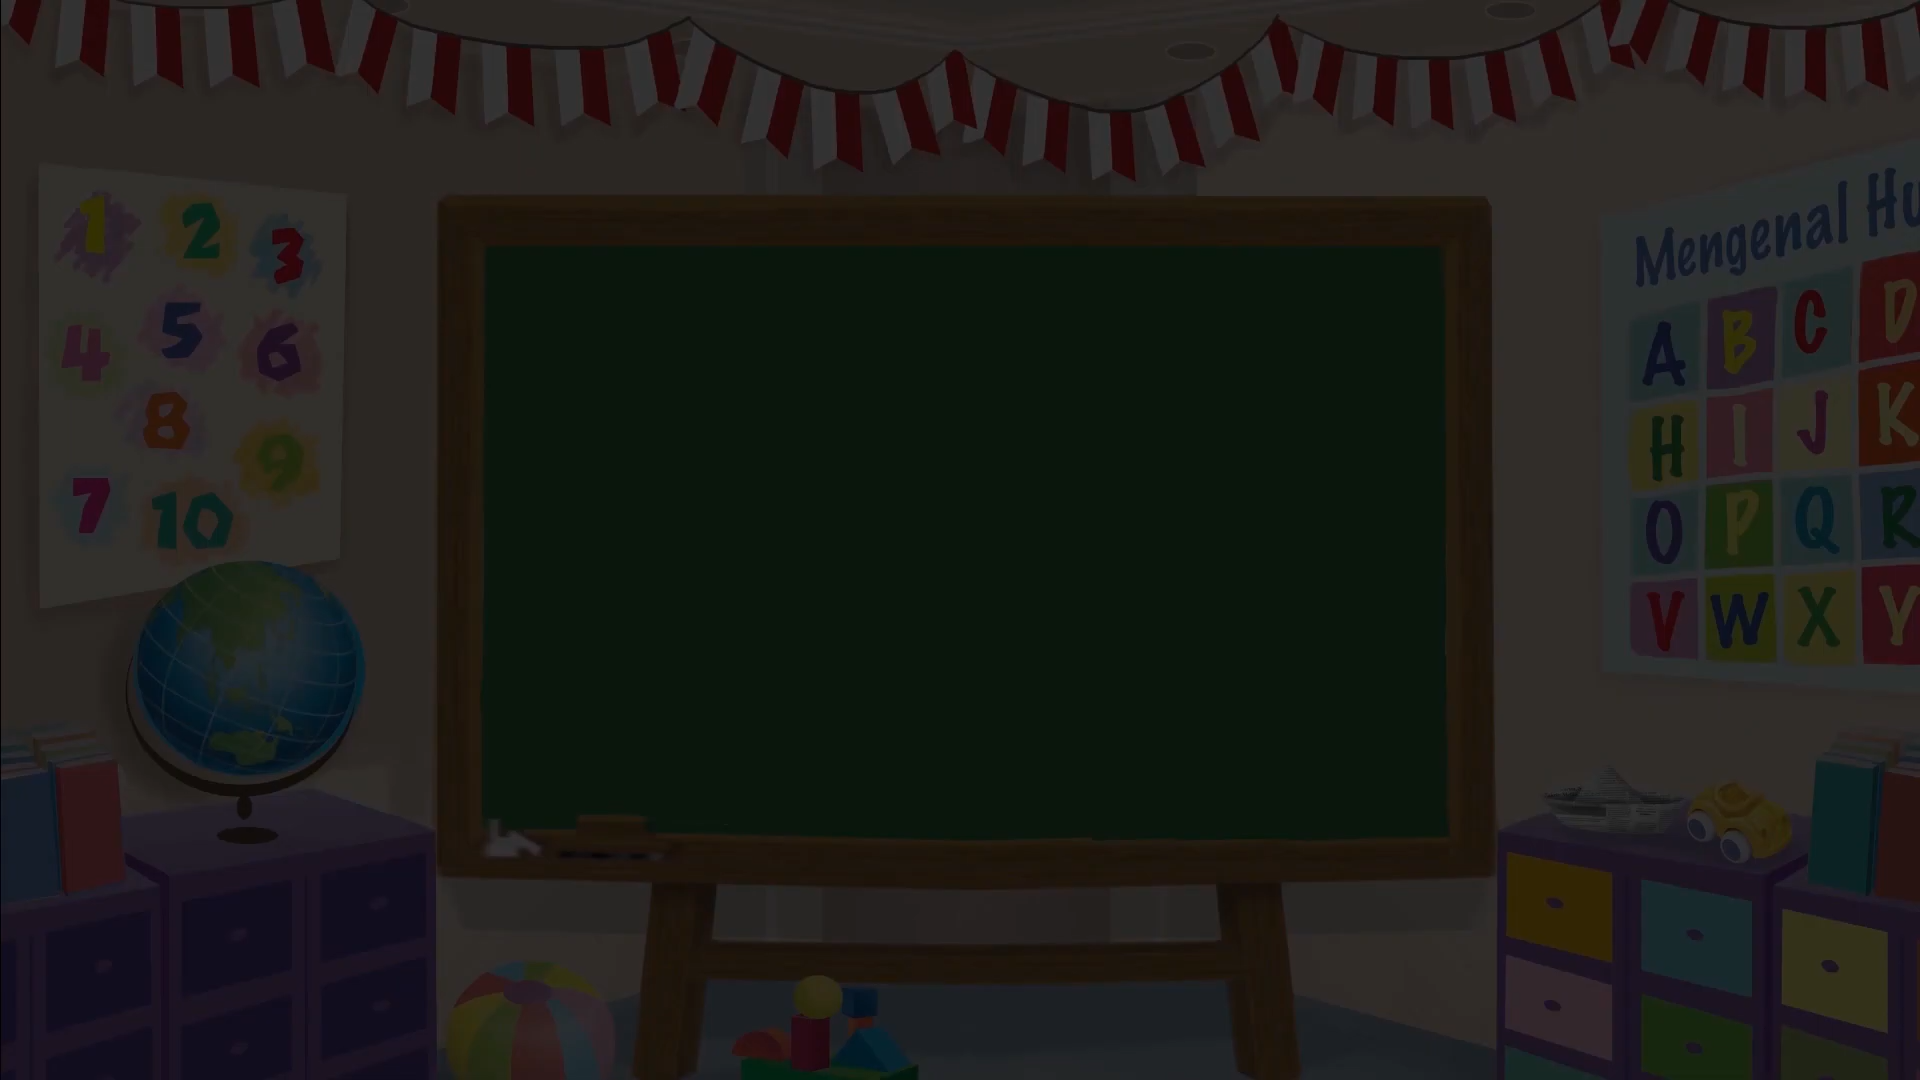 1 2 3
4 5 6
8 9
7 10
Mengenal Hu
A B C D
H I J K
O P Q R
V W X Y